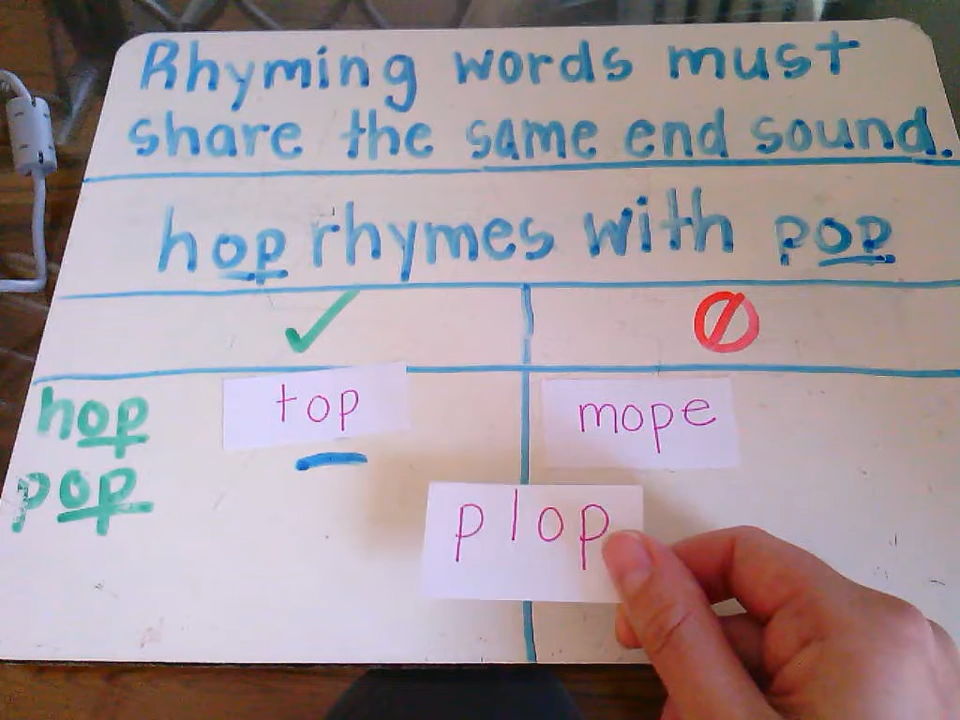 Rhyming words must
share the same end sound.
hop rhymes with pop
hop
top
mope
pop
plop